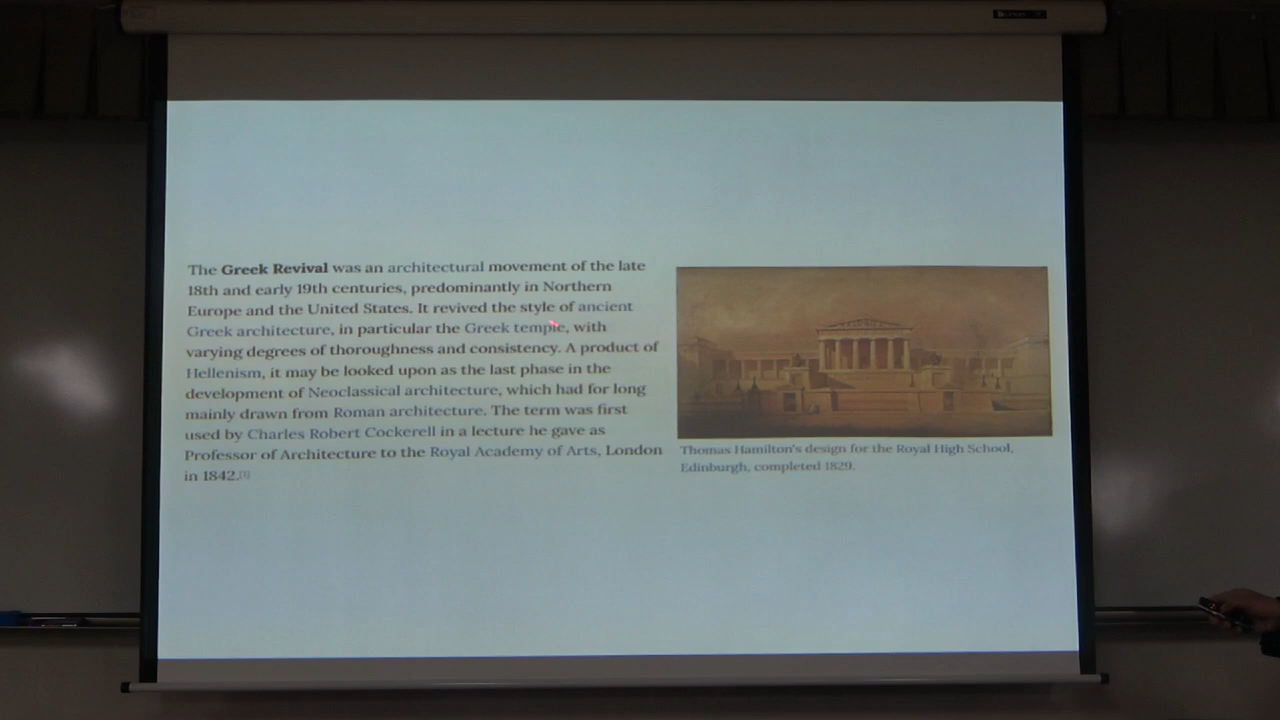 The Greek Revival was an architectural movement of the late
18th and early 19th centuries, predominantly in Northern
Europe and the United States. It revived the style of ancient
Greek architecture, in particular the Greek temple, with
varying degrees of thoroughness and consistency. A product of
Hellenism, it may be looked upon as the last phase in the
development of Neoclassical architecture, which had for long
mainly drawn from Roman architecture. The term was first
used by Charles Robert Cockerell in a lecture he gave as
Professor of Architecture to the Royal Academy of Arts, London
in 1842.[1]
Thomas Hamilton's design for the Royal High School,
Edinburgh, completed 1829.